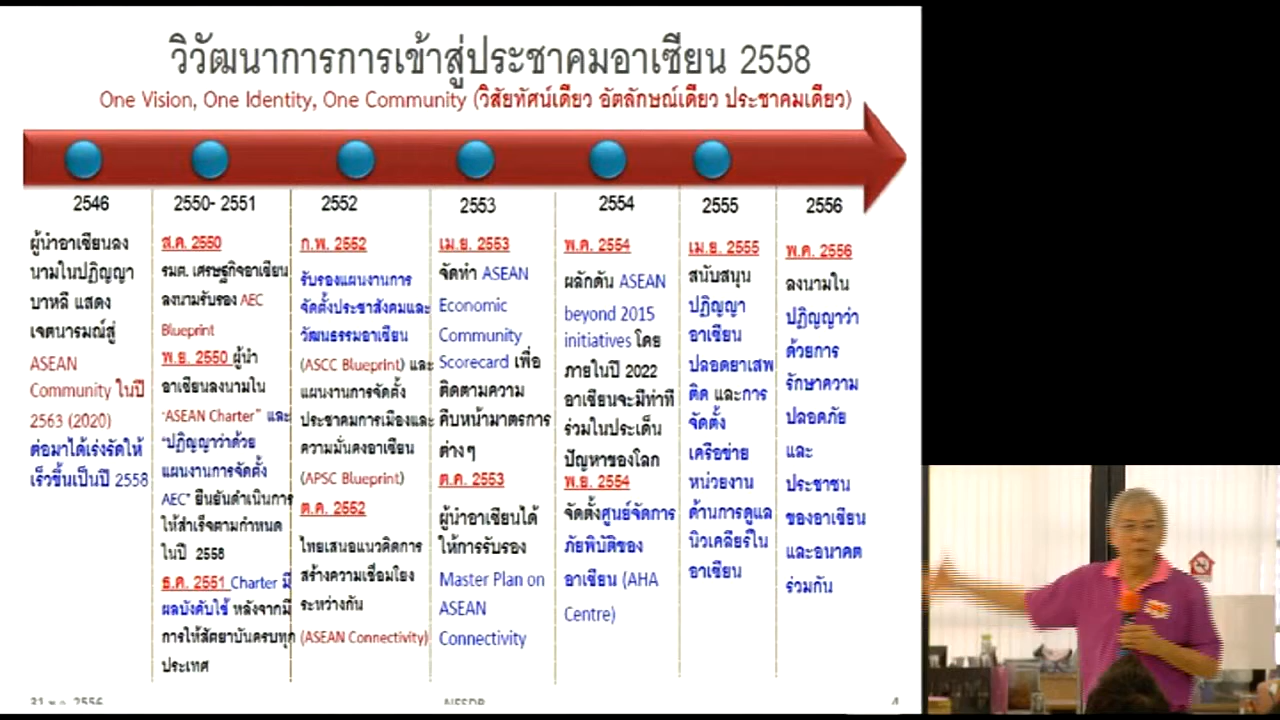 วิวัฒนาการการเข้าสู่ประชาคมอาเซียน 2558
One Vision, One Identity, One Community (วิสัยทัศน์เดียว อัตลักษณ์เดียว ประชาคมเดียว)
2546
ผู้นำอาเซียนลง
นามในปฏิญญา
บาหลี แสดง
เจตนารมณ์สู่
ASEAN
Community ในปี
2563 (2020)
ต่อมาได้เร่งรัดให้
เร็วขึ้นเป็นปี 2558
2550- 2551
ส.ค. 2550
รมต. เศรษฐกิจอาเซียน
ลงนามรับรอง AEC
Blueprint
พ.ย. 2550 ผู้นำ
อาเซียนลงนามใน
"ASEAN Charter" และ
"ปฏิญญาว่าด้วย
แผนงานการจัดตั้ง
AEC" ยืนยันดำเนินการ
ให้สำเร็จตามกำหนด
ในปี 2558
ธ.ค. 2551 Charter มี
ผลบังคับใช้ หลังจากมี
การให้สัตยาบันครบทุก
ประเทศ
2552
ก.พ. 2552
รับรองแผนงานการ
จัดตั้งประชาสังคมและ
วัฒนธรรมอาเซียน
(ASCC Blueprint) และ
แผนงานการจัดตั้ง
ประชาคมการเมืองและ
ความมั่นคงอาเซียน
(APSC Blueprint)
ต.ค. 2552
ไทยเสนอแนวคิดการ
สร้างความเชื่อมโยง
ระหว่างกัน
(ASEAN Connectivity)
2553
เม.ย. 2553
จัดทำ ASEAN
Economic
Community
Scorecard เพื่อ
ติดตามความ
คืบหน้ามาตรการ
ต่างๆ
ต.ค. 2553
ผู้นำอาเซียนได้
ให้การรับรอง
Master Plan on
ASEAN
Connectivity
2554
พ.ค. 2554
ผลักดัน ASEAN
beyond 2015
initiatives โดย
ภายในปี 2022
อาเซียนจะมีท่าที
ร่วมในประเด็น
ปัญหาของโลก
พ.ย. 2554
จัดตั้งศูนย์จัดการ
ภัยพิบัติของ
อาเซียน (AHA
Centre)
2555
เม.ย. 2555
สนับสนุน
ปฏิญญา
อาเซียน
ปลอดยาเสพ
ติด และการ
จัดตั้ง
เครือข่าย
หน่วยงาน
ด้านการดูแล
นิวเคลียร์ใน
อาเซียน
2556
พ.ค. 2556
ลงนามใน
ปฏิญญาว่า
ด้วยการ
รักษาความ
ปลอดภัย
และ
ประชาชน
ของอาเซียน
และอนาคต
ร่วมกัน
31 พ.ค. 2556
NESDB
4